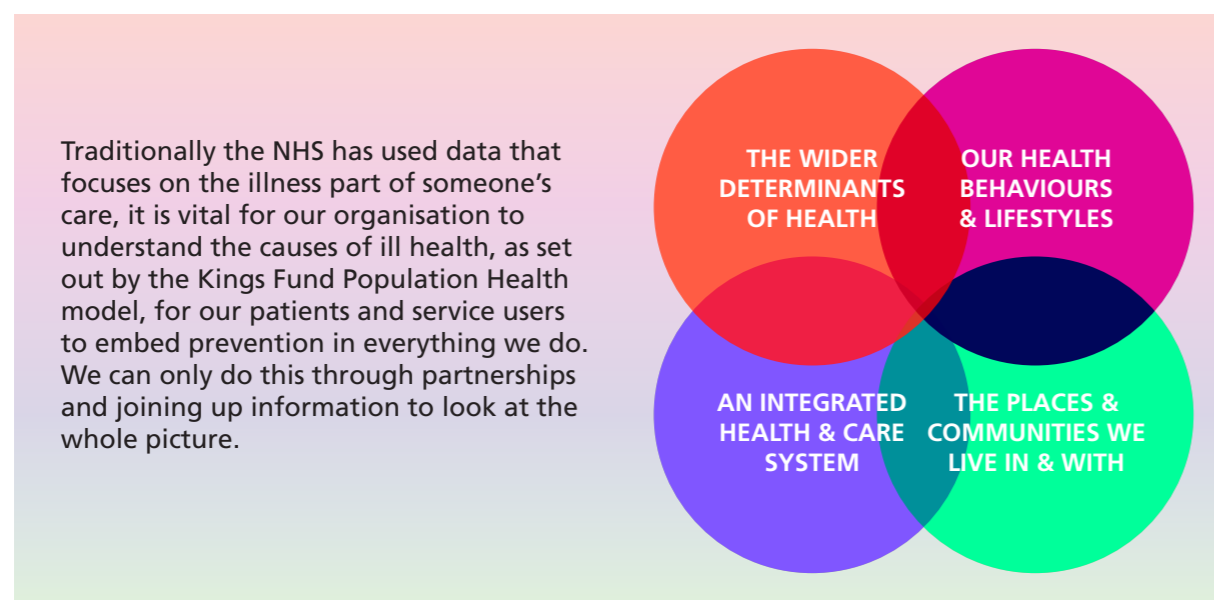 Traditionally the NHS has used data that
focuses on the illness part of someone’s
care, it is vital for our organisation to
understand the causes of ill health, as set
out by the Kings Fund Population Health
model, for our patients and service users
to embed prevention in everything we do.
We can only do this through partnerships
and joining up information to look at the
whole picture.
THE WIDER
DETERMINANTS
OF HEALTH
OUR HEALTH
BEHAVIOURS
& LIFESTYLES
AN INTEGRATED
HEALTH & CARE
SYSTEM
THE PLACES &
COMMUNITIES WE
LIVE IN & WITH